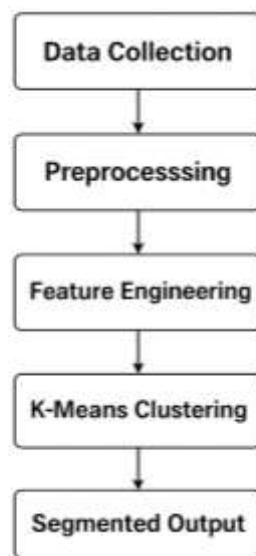 Data Collection
Preprocesssing
Feature Engineering
K-Means Clustering
Segmented Output